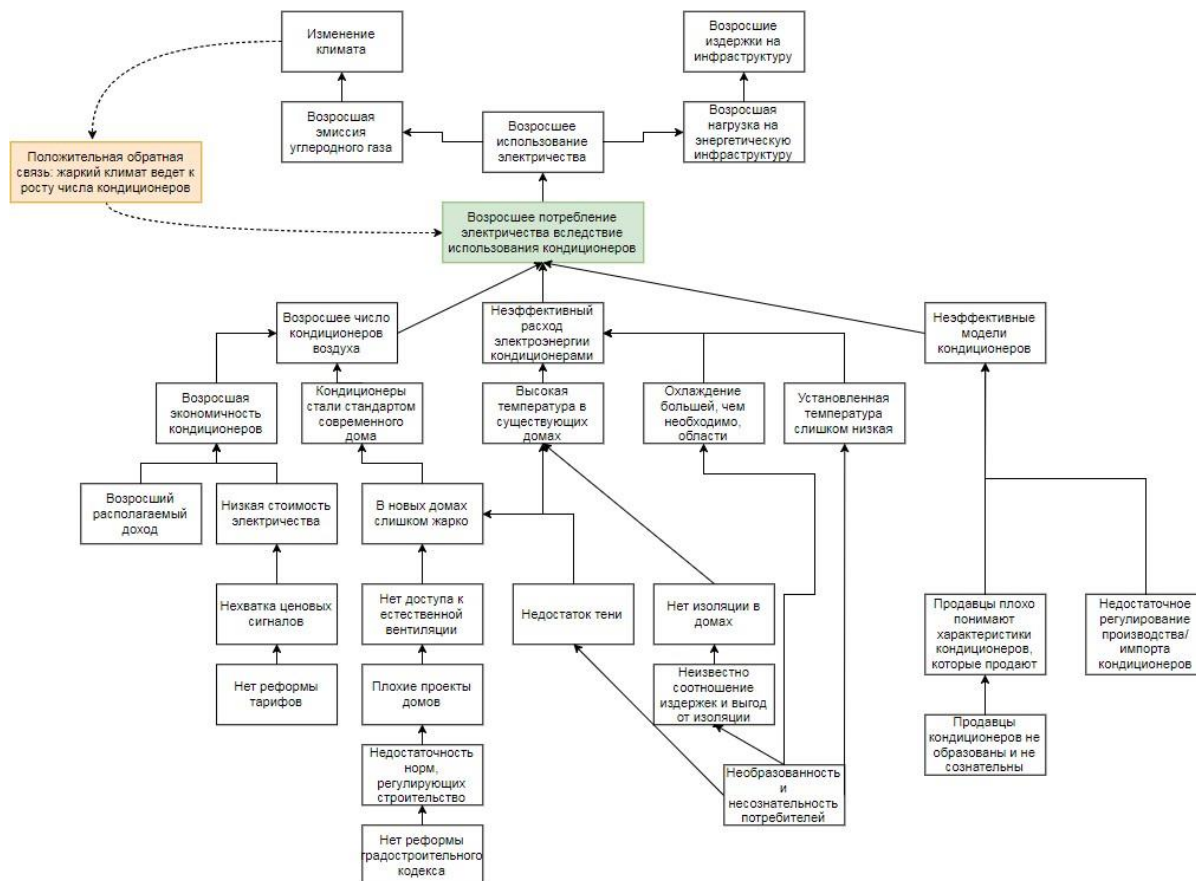 Изменение
климата
Возросшие
издержки на
инфраструктуру
Возросшая
эмиссия
углеродного газа
Возросшее
использование
электричества
Возросшая
нагрузка на
энергетическую
инфраструктуру
Положительная обратная
связь: жаркий климат ведет к
росту числа кондиционеров
Возросшее потребление
электричества вследствие
использования кондиционеров
Возросшее число
кондиционеров
воздуха
Неэффективный
расход
электроэнергии
кондиционерами
Неэффективные
модели
кондиционеров
Возросшая
экономичность
кондиционеров
Кондиционеры
стали стандартом
современного
дома
Высокая
температура в
существующих
домах
Охлаждение
большей, чем
необходимо,
области
Установленная
температура
слишком низкая
Возросший
располагаемый
доход
Низкая стоимость
электричества
В новых домах
слишком жарко
Нехватка ценовых
сигналов
Нет доступа к
естественной
вентиляции
Недостаток тени
Нет изоляции в
домах
Продавцы плохо
понимают
характеристики
кондиционеров,
которые продают
Недостаточное
регулирование
производства/
импорта
кондиционеров
Нет реформы
тарифов
Плохие проекты
домов
Неизвестно
соотношение
издержек и выгод
от изоляции
Продавцы
кондиционеров не
образованы и не
сознательны
Недостаточность
норм,
регулирующих
строительство
Необразованность
и
несознательность
потребителей
Нет реформы
градостроительного
кодекса